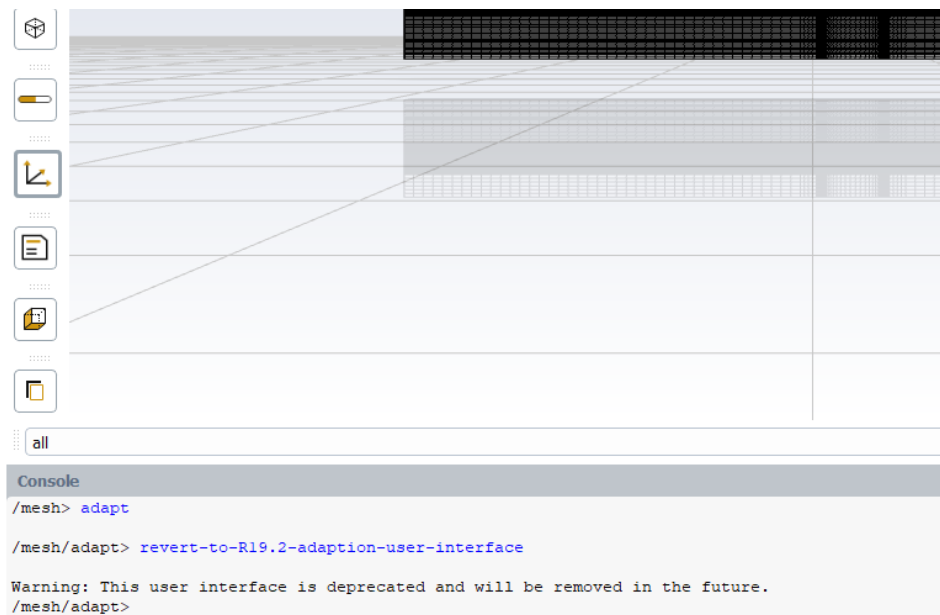 all
Console
/mesh> adapt
/mesh/adapt> revert-to-R19.2-adaption-user-interface
Warning: This user interface is deprecated and will be removed in the future.
/mesh/adapt>